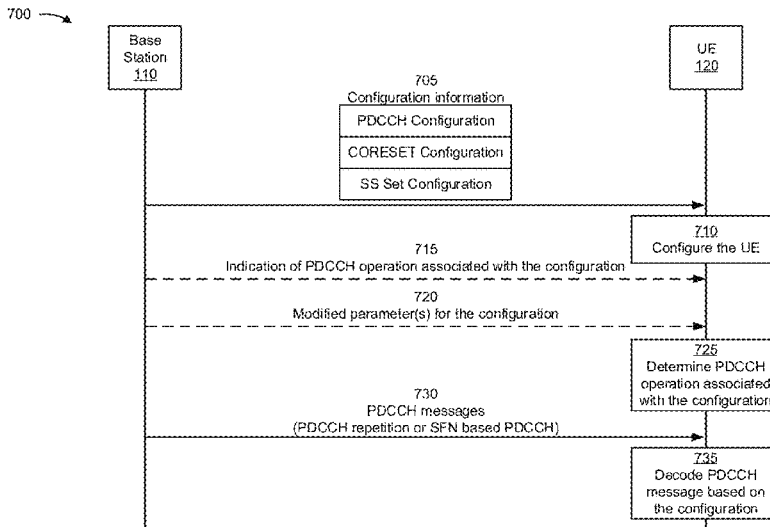 700
Base
Station
110
UE
120
705
Configuration information
PDCCH Configuration
CORESET Configuration
SS Set Configuration
710
Configure the UE
715
Indication of PDCCH operation associated with the configuration
720
Modified parameter(s) for the configuration
725
Determine PDCCH
operation associated
with the configuration
730
PDCCH messages
(PDCCH repetition or SFN based PDCCH)
735
Decode PDCCH
message based on
the configuration